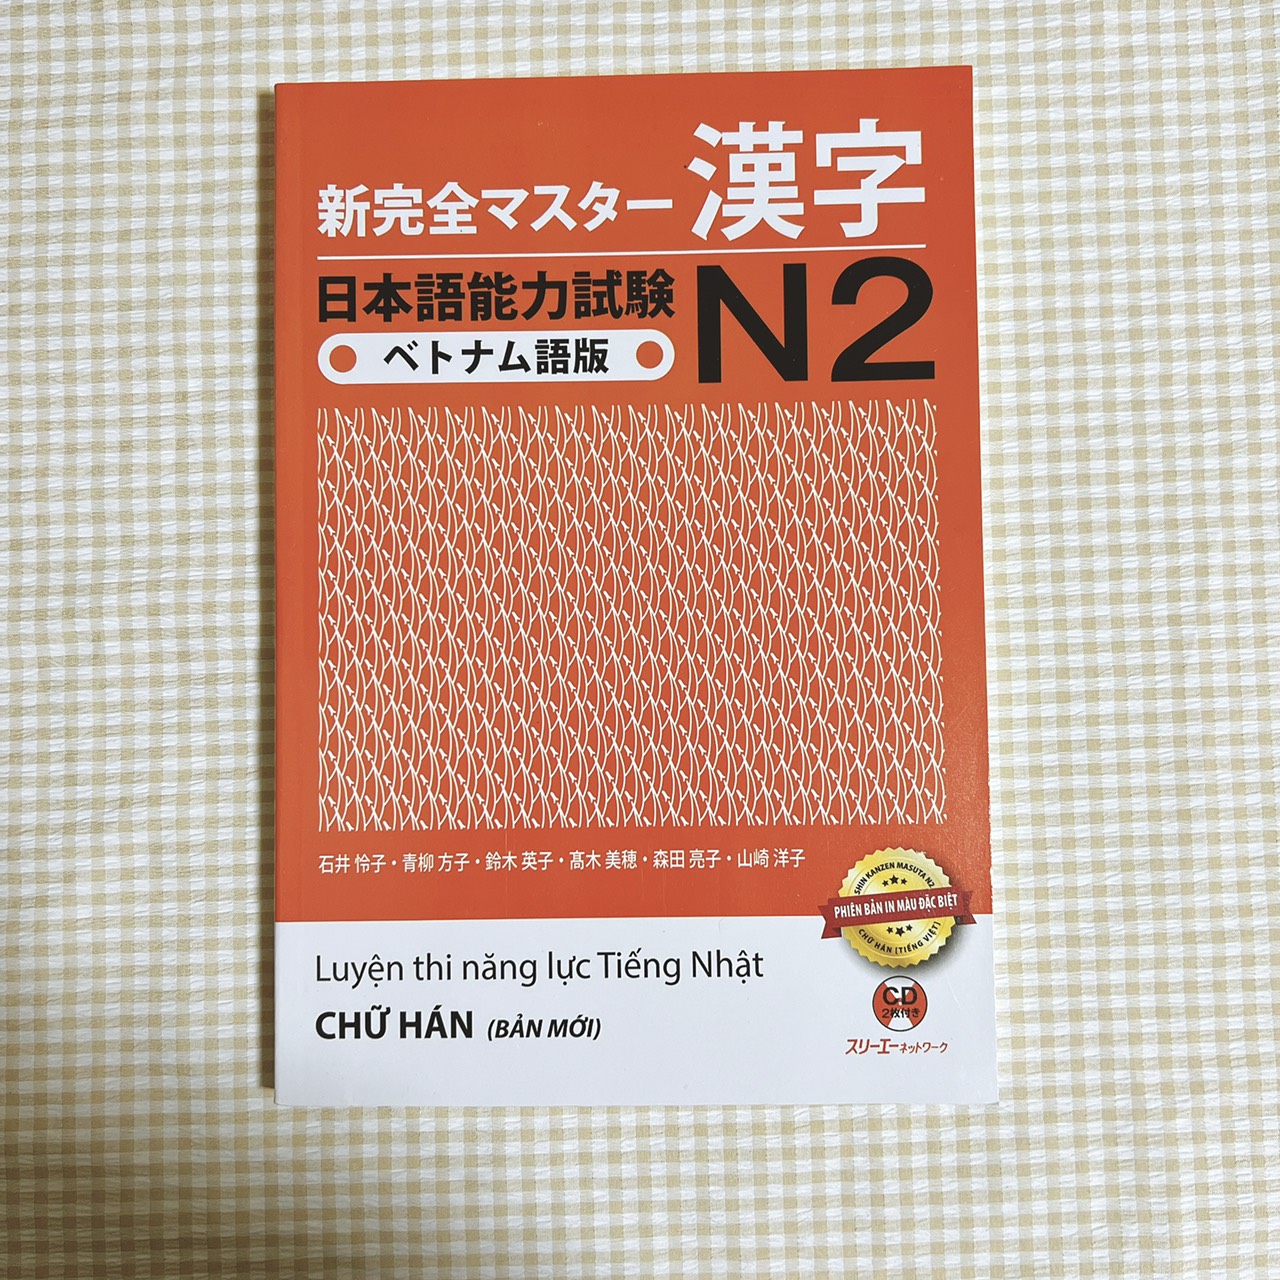 新完全マスター 漢字
日本語能力試験 N2
ベトナム語版
石井 怜子・青柳 方子・鈴木 英子・髙木 美穂・森田 亮子・山崎 洋子
SHIN KANZEN MASUTA N2
PHIÊN BẢN IN MÀU ĐẶC BIỆT
CHỮ HÁN [TIẾNG VIỆT]
Luyện thi năng lực Tiếng Nhật
CHỮ HÁN (BẢN MỚI)
CD
2枚付き
スリーエーネットワーク